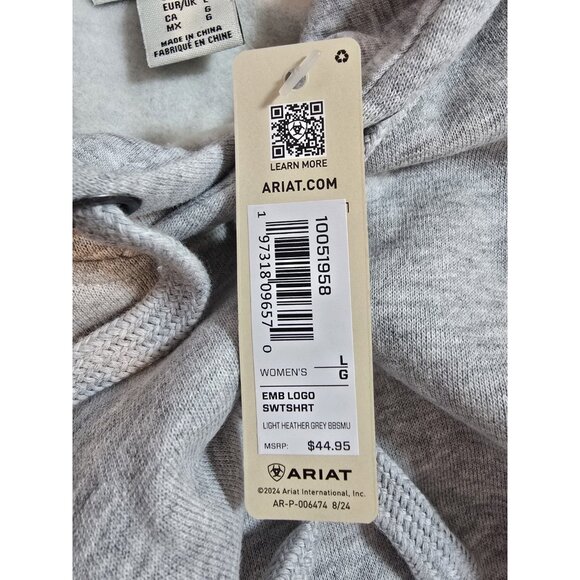 EUR/UK L
CA G
MX G
MADE IN CHINA
FABRIQUÉ EN CHINE
LEARN MORE
ARIAT.COM
10051958
1 97318 09657 0
WOMEN'S L
G
EMB LOGO
SWTSHRT
LIGHT HEATHER GREY BBSMU
MSRP: $44.95
ARIAT
©2024 Ariat International, Inc.
AR-P-006474 8/24